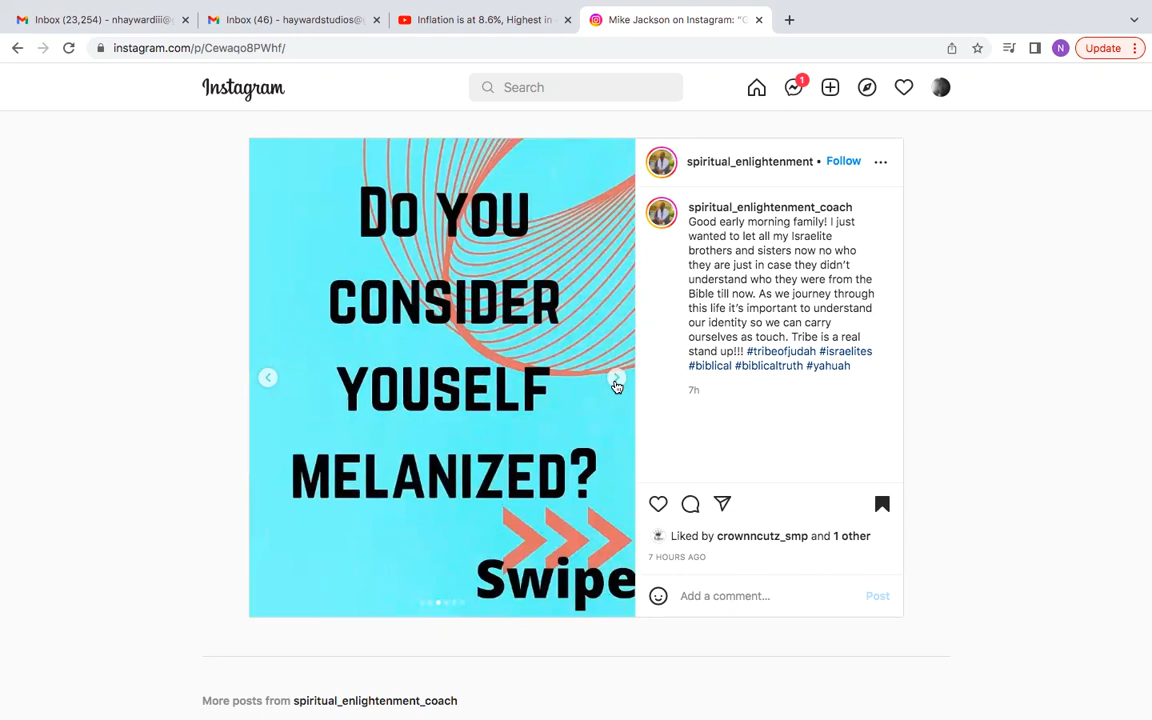 Inbox (23,254) - nhaywardiii@g
Inbox (46) - haywardstudios@g
Inflation is at 8.6%, Highest in
Mike Jackson on Instagram: "C
instagram.com/p/Cewaqo8PWhf/
N
Update
Instagram
Search
1
DO YOU
CONSIDER
YOUSELF
MELANIZED?
Swipe
spiritual_enlightenment • Follow
spiritual_enlightenment_coach
Good early morning family! I just
wanted to let all my Israelite
brothers and sisters now no who
they are just in case they didn't
understand who they were from the
Bible till now. As we journey through
this life it's important to understand
our identity so we can carry
ourselves as touch. Tribe is a real
stand up!!! #tribeofjudah #israelites
#biblical #biblicaltruth #yahuah
7h
Liked by crownncutz_smp and 1 other
7 HOURS AGO
Add a comment...
Post
More posts from spiritual_enlightenment_coach